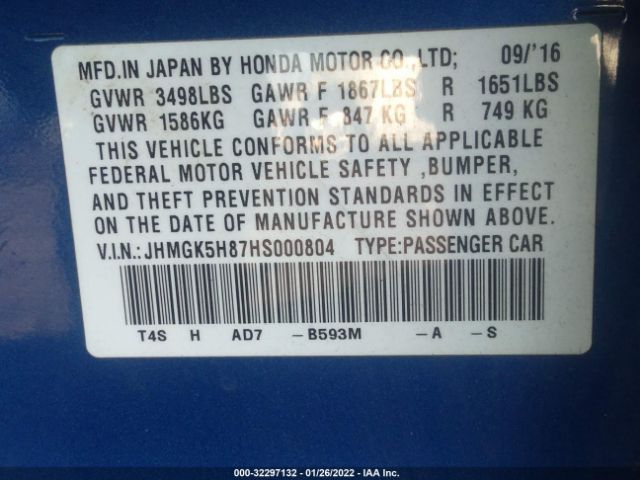 MFD.IN JAPAN BY HONDA MOTOR CO.,LTD; 09/'16
GVWR 3498LBS GAWR F 1867LBS R 1651LBS
GVWR 1586KG GAWR F 847 KG R 749 KG
THIS VEHICLE CONFORMS TO ALL APPLICABLE
FEDERAL MOTOR VEHICLE SAFETY ,BUMPER,
AND THEFT PREVENTION STANDARDS IN EFFECT
ON THE DATE OF MANUFACTURE SHOWN ABOVE.
V.I.N.:JHMGK5H87HS000804 TYPE:PASSENGER CAR
T4S H AD7 -B593M -A -S
000-32297132 - 01/26/2022 - IAA Inc.